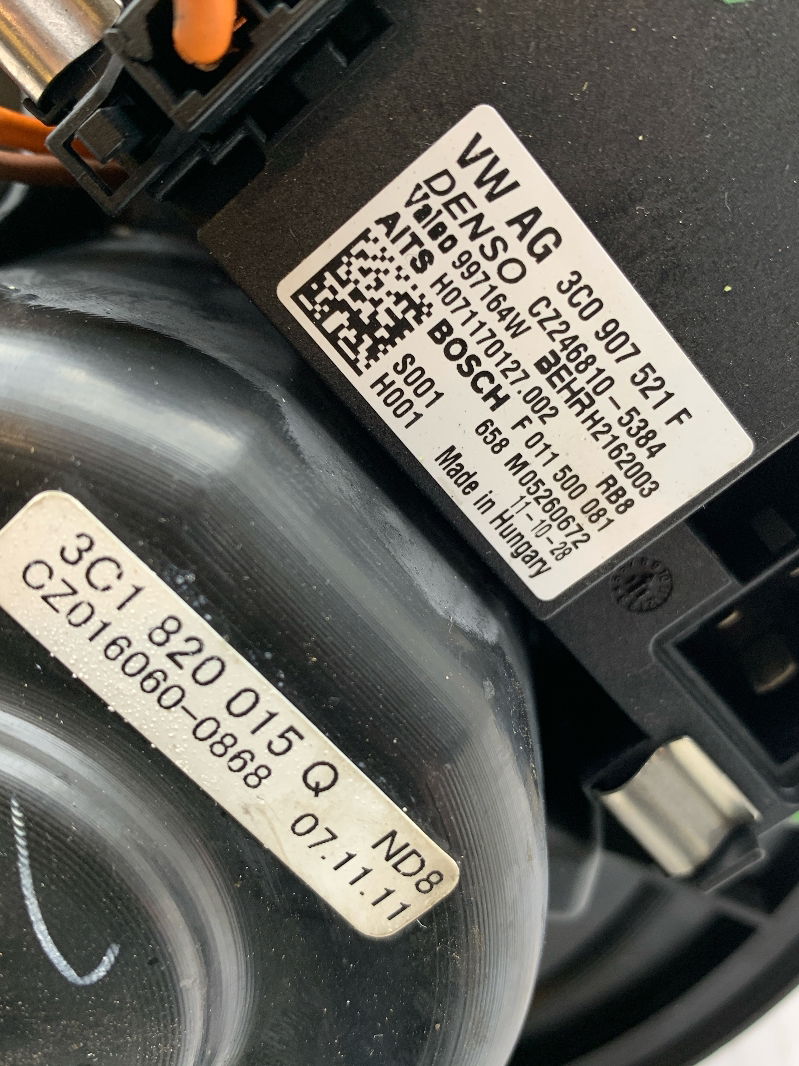 VW AG 3C0 907 521 F
DENSO CZ246810-5384
Valeo 997164W BEHR H2162003
AITS H071170127.002 RB8
BOSCH F 011 500 081
S001 658 M05260672
H001 11-10-28
Made in Hungary
3C1 820 015 Q ND8
CZ016060-0868 07.11.11